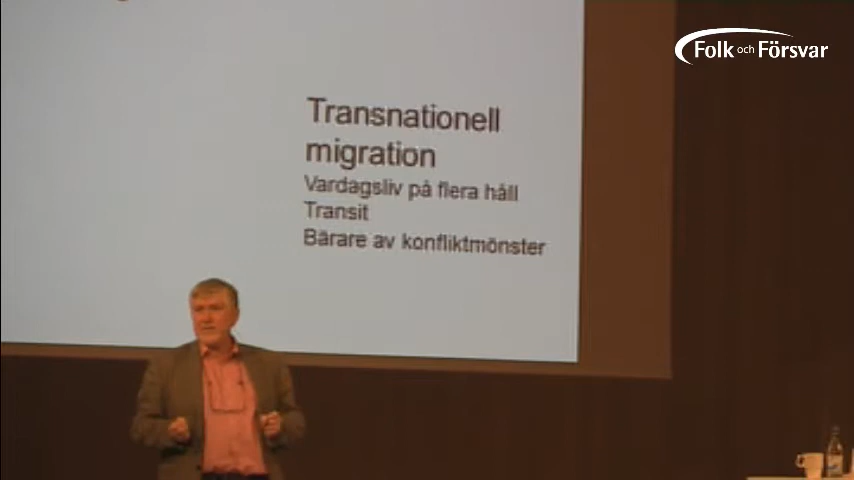 Folk och Försvar
Transnationell
migration
Vardagsliv på flera håll
Transit
Bärare av konfliktmönster